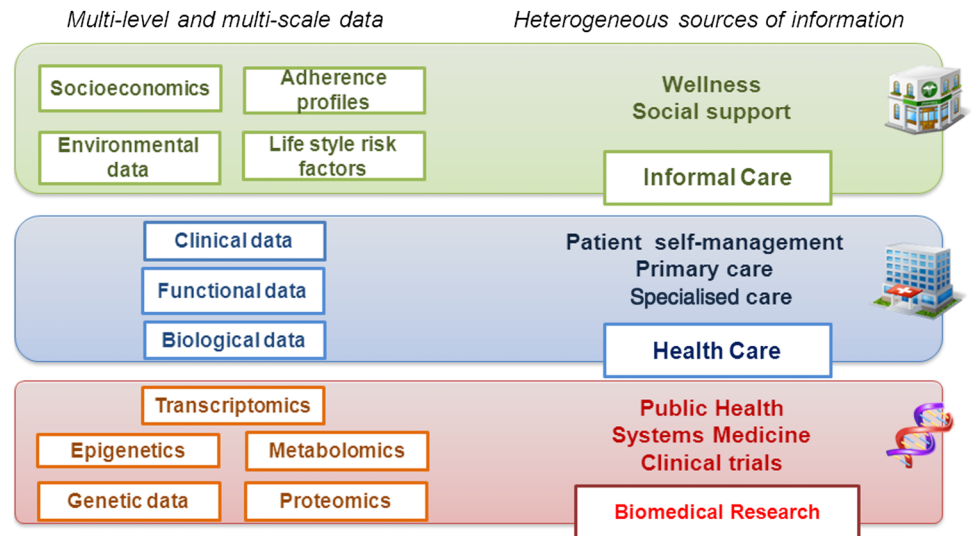 Multi-level and multi-scale data
Heterogeneous sources of information
Socioeconomics
Adherence
profiles
Environmental
data
Life style risk
factors
Wellness
Social support
Informal Care
Clinical data
Functional data
Biological data
Patient self-management
Primary care
Specialised care
Health Care
Transcriptomics
Epigenetics
Metabolomics
Genetic data
Proteomics
Public Health
Systems Medicine
Clinical trials
Biomedical Research